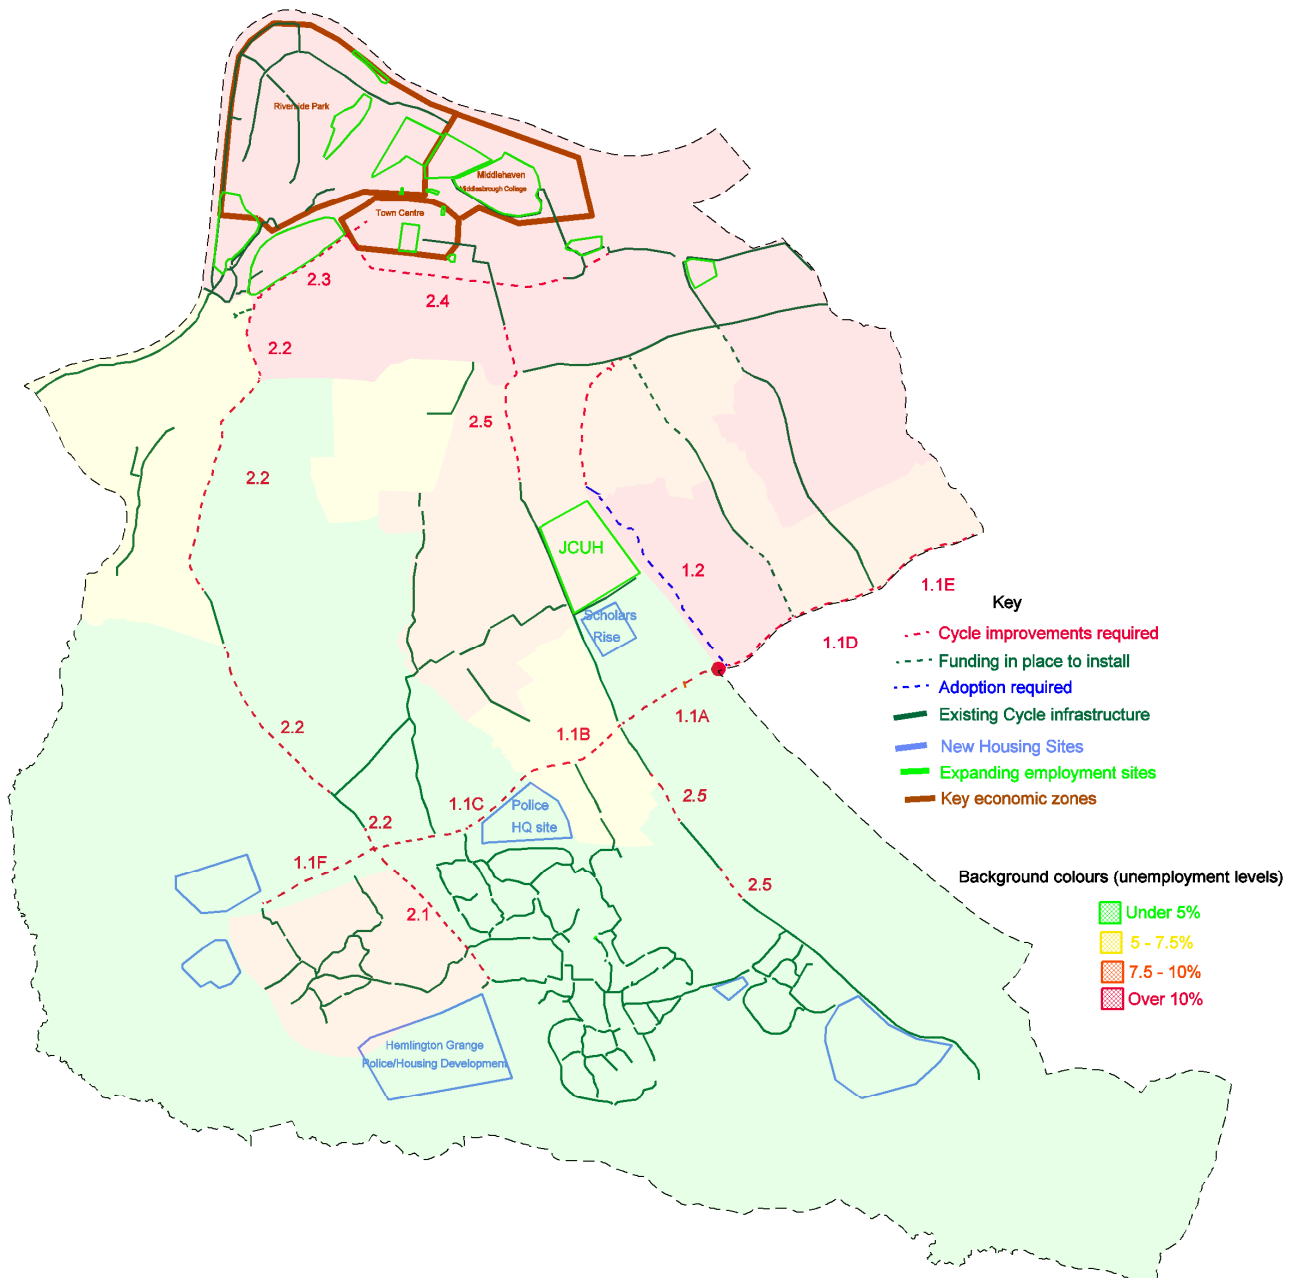 Riverside Park
Middlehaven
Middlesbrough College
Town Centre
2.3
2.4
2.2
2.5
2.2
JCUH
1.2
1.1E
Key
Scholars
Rise
Cycle improvements required
1.1D
Funding in place to install
Adoption required
1.1A
Existing Cycle infrastructure
2.2
1.1B
New Housing Sites
Expanding employment sites
2.5
Key economic zones
1.1C
Police
HQ site
2.2
1.1F
Background colours (unemployment levels)
2.5
Under 5%
2.1
5 - 7.5%
7.5 - 10%
Over 10%
Hemlington Grange
Police/Housing Development